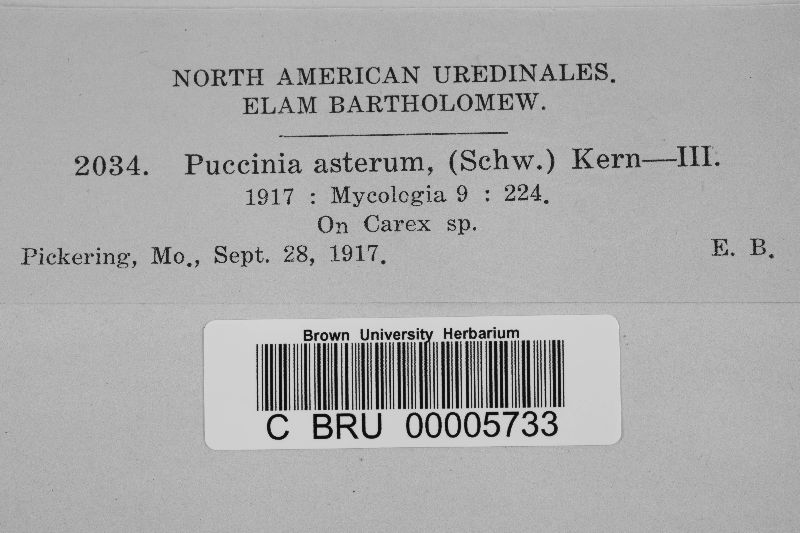 NORTH AMERICAN UREDINALES.
ELAM BARTHOLOMEW.
2034. Puccinia asterum, (Schw.) Kern—III.
1917 : Mycologia 9 : 224.
On Carex sp.
Pickering, Mo., Sept. 28, 1917. E. B.
Brown University Herbarium
C BRU 00005733